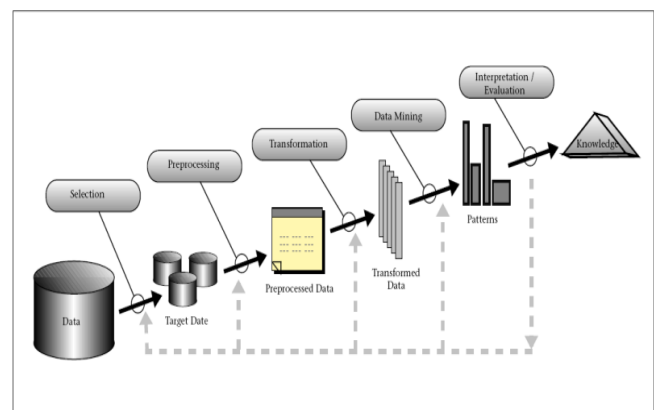 Interpretation /
Evaluation
Data Mining
Knowledge
Transformation
Preprocessing
Patterns
Selection
Transformed
Data
Preprocessed Data
Target Date
Data